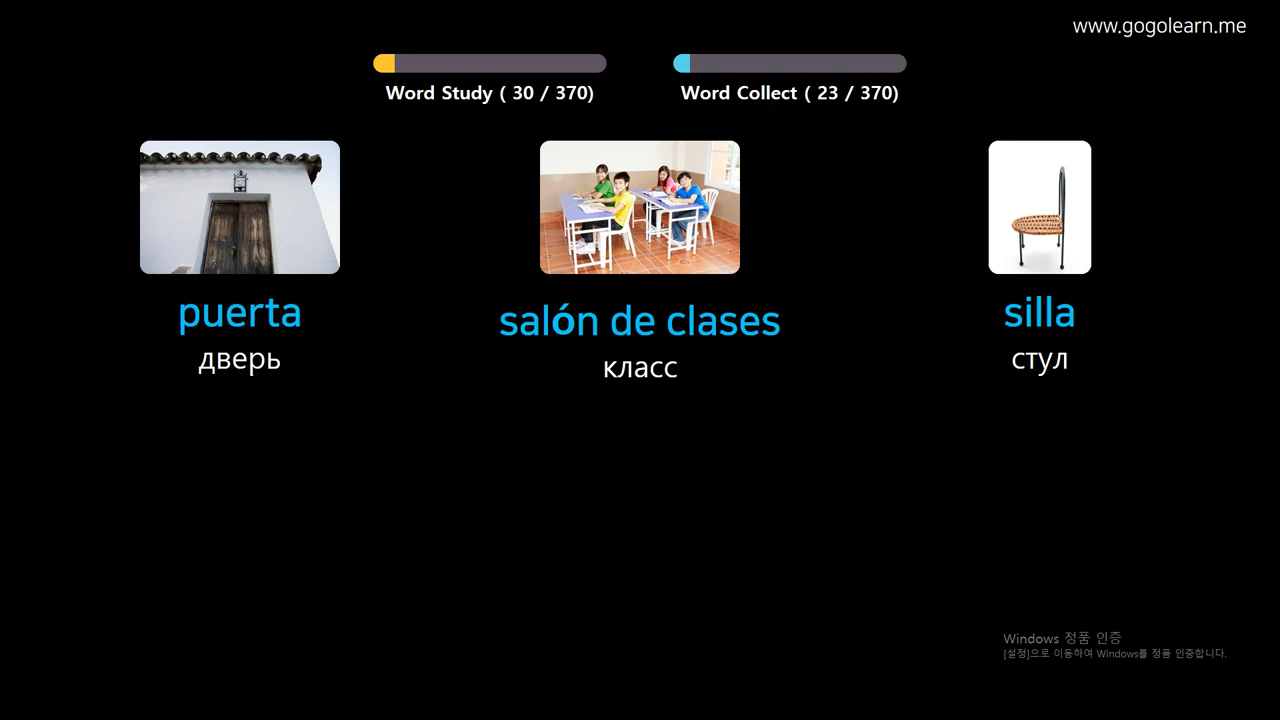 www.gogolearn.me
Word Study ( 30 / 370)
Word Collect ( 23 / 370)
puerta
дверь
salón de clases
класс
silla
стул
Windows 정품 인증
[설정]으로 이동하여 Windows를 정품 인증합니다.